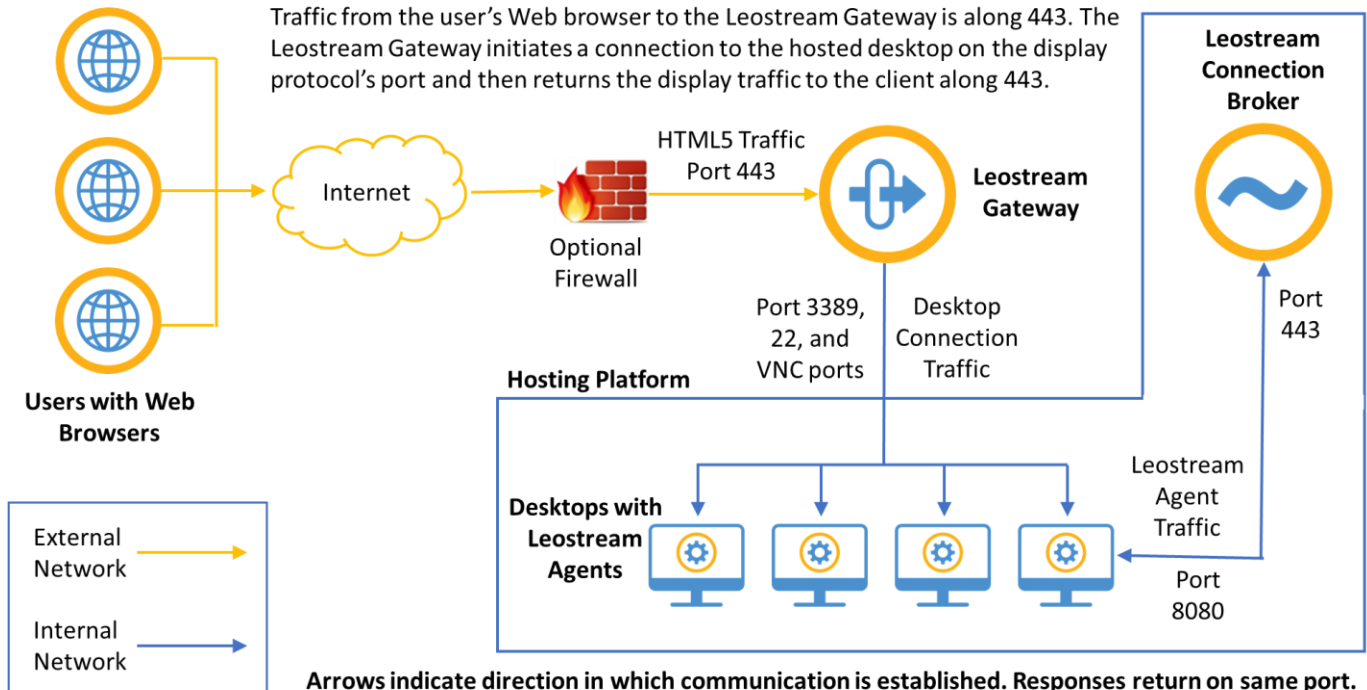 Traffic from the user's Web browser to the Leostream Gateway is along 443. The
Leostream Gateway initiates a connection to the hosted desktop on the display
protocol's port and then returns the display traffic to the client along 443.
Leostream
Connection
Broker
Internet
HTML5 Traffic
Port 443
Optional
Firewall
Leostream
Gateway
Users with Web
Browsers
Port 3389,
22, and
VNC ports
Desktop
Connection
Traffic
Port
443
Hosting Platform
Desktops with
Leostream
Agents
Leostream
Agent
Traffic
Port
8080
External
Network
Internal
Network
Arrows indicate direction in which communication is established. Responses return on same port.